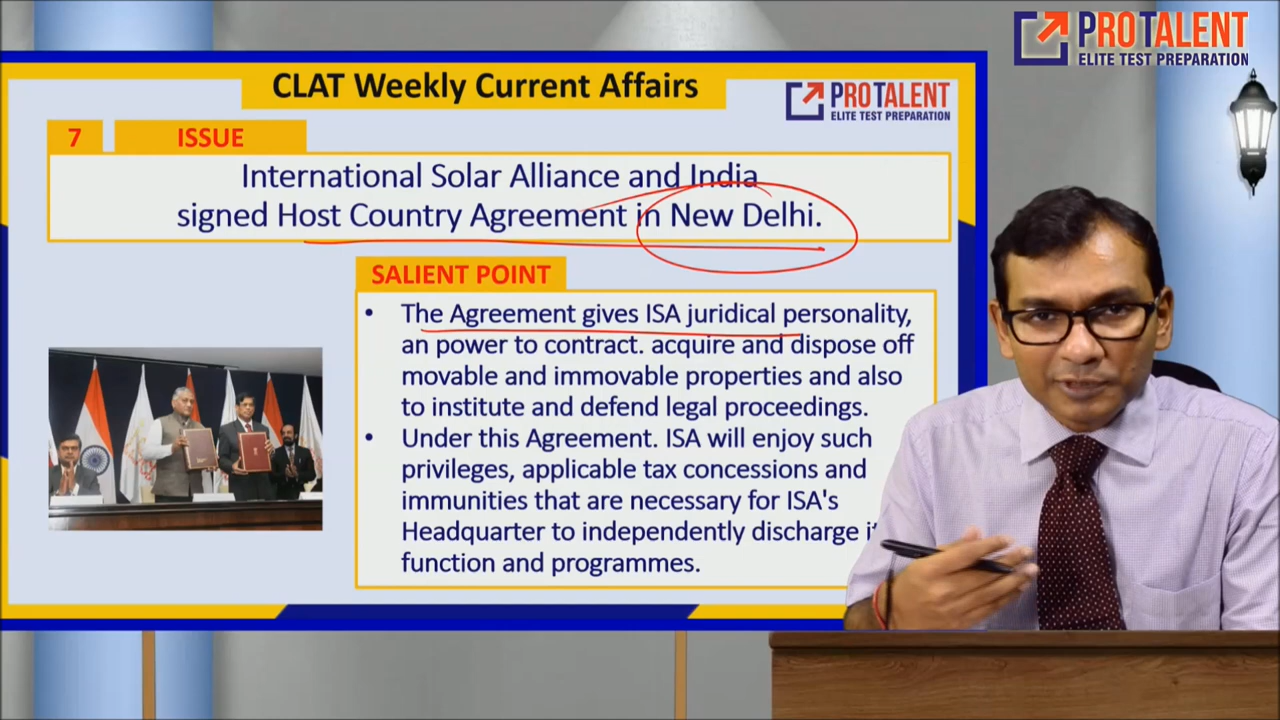 PROTALENT
ELITE TEST PREPARATION
CLAT Weekly Current Affairs
PROTALENT
ELITE TEST PREPARATION
7
ISSUE
International Solar Alliance and India
signed Host Country Agreement in New Delhi.
SALIENT POINT
• The Agreement gives ISA juridical personality,
an power to contract. acquire and dispose off
movable and immovable properties and also
to institute and defend legal proceedings.
• Under this Agreement. ISA will enjoy such
privileges, applicable tax concessions and
immunities that are necessary for ISA's
Headquarter to independently discharge
function and programmes.